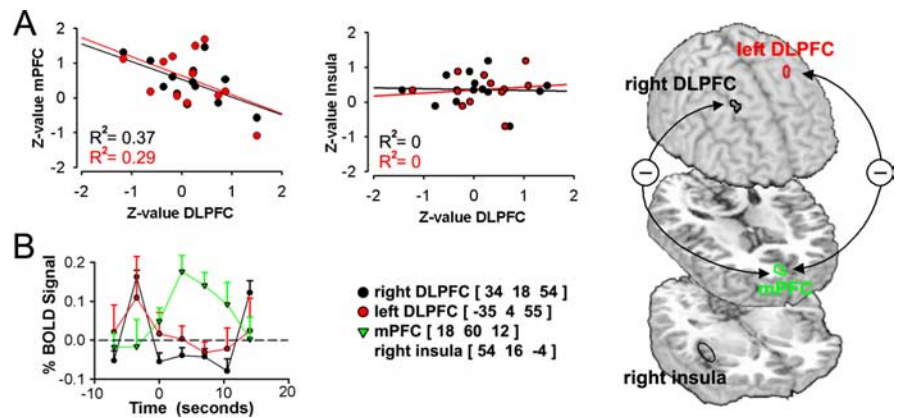 A
Z-value mPFC
2
1
0
-1
-2
R²= 0.37
R²= 0.29
-2 -1 0 1 2
Z-value DLPFC
Z-value Insula
2
1
0
-1
-2
R²= 0
R²= 0
-2 -1 0 1 2
Z-value DLPFC
left DLPFC
right DLPFC
−
−
mPFC
right insula
B
% BOLD Signal
0.2
0.1
0.0
-0.1
-10 0 10 20
Time (seconds)
right DLPFC [ 34 18 54 ]
left DLPFC [ -35 4 55 ]
mPFC [ 18 60 12 ]
right insula [ 54 16 -4 ]